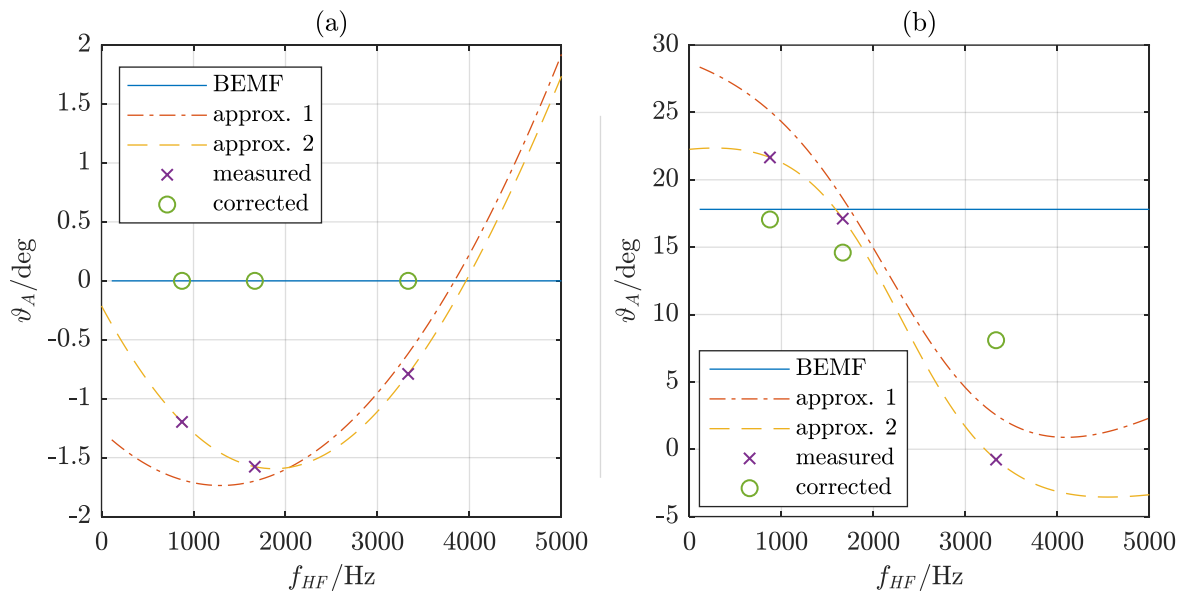 (a)
2
1.5
1
0.5
0
-0.5
-1
-1.5
-2
ϑ_A/deg
BEMF
approx. 1
approx. 2
measured
corrected
0 1000 2000 3000 4000 5000
f_HF/Hz
(b)
30
25
20
15
10
5
0
-5
ϑ_A/deg
BEMF
approx. 1
approx. 2
measured
corrected
0 1000 2000 3000 4000 5000
f_HF/Hz